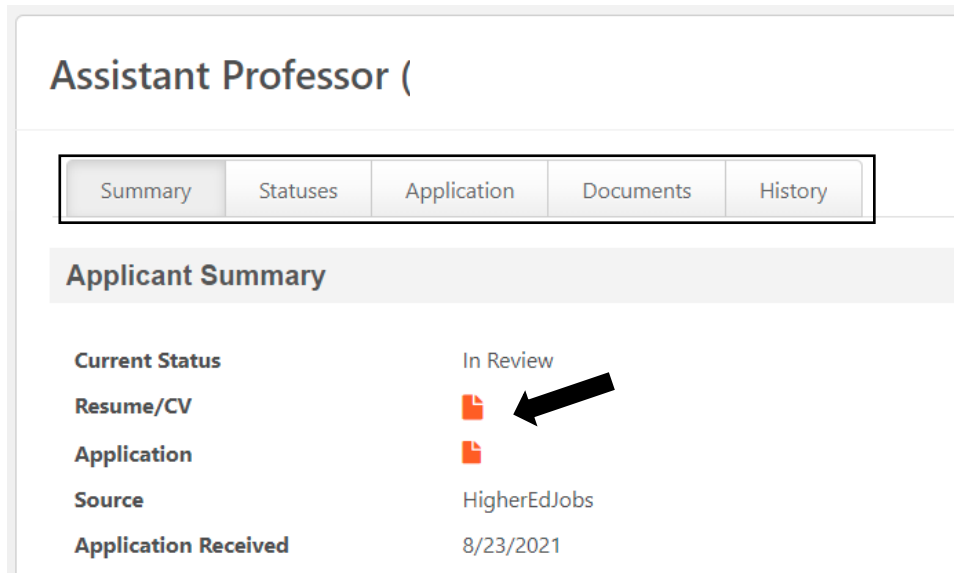 Assistant Professor (
Summary Statuses Application Documents History
Applicant Summary
Current Status In Review
Resume/CV
Application
Source HigherEdJobs
Application Received 8/23/2021